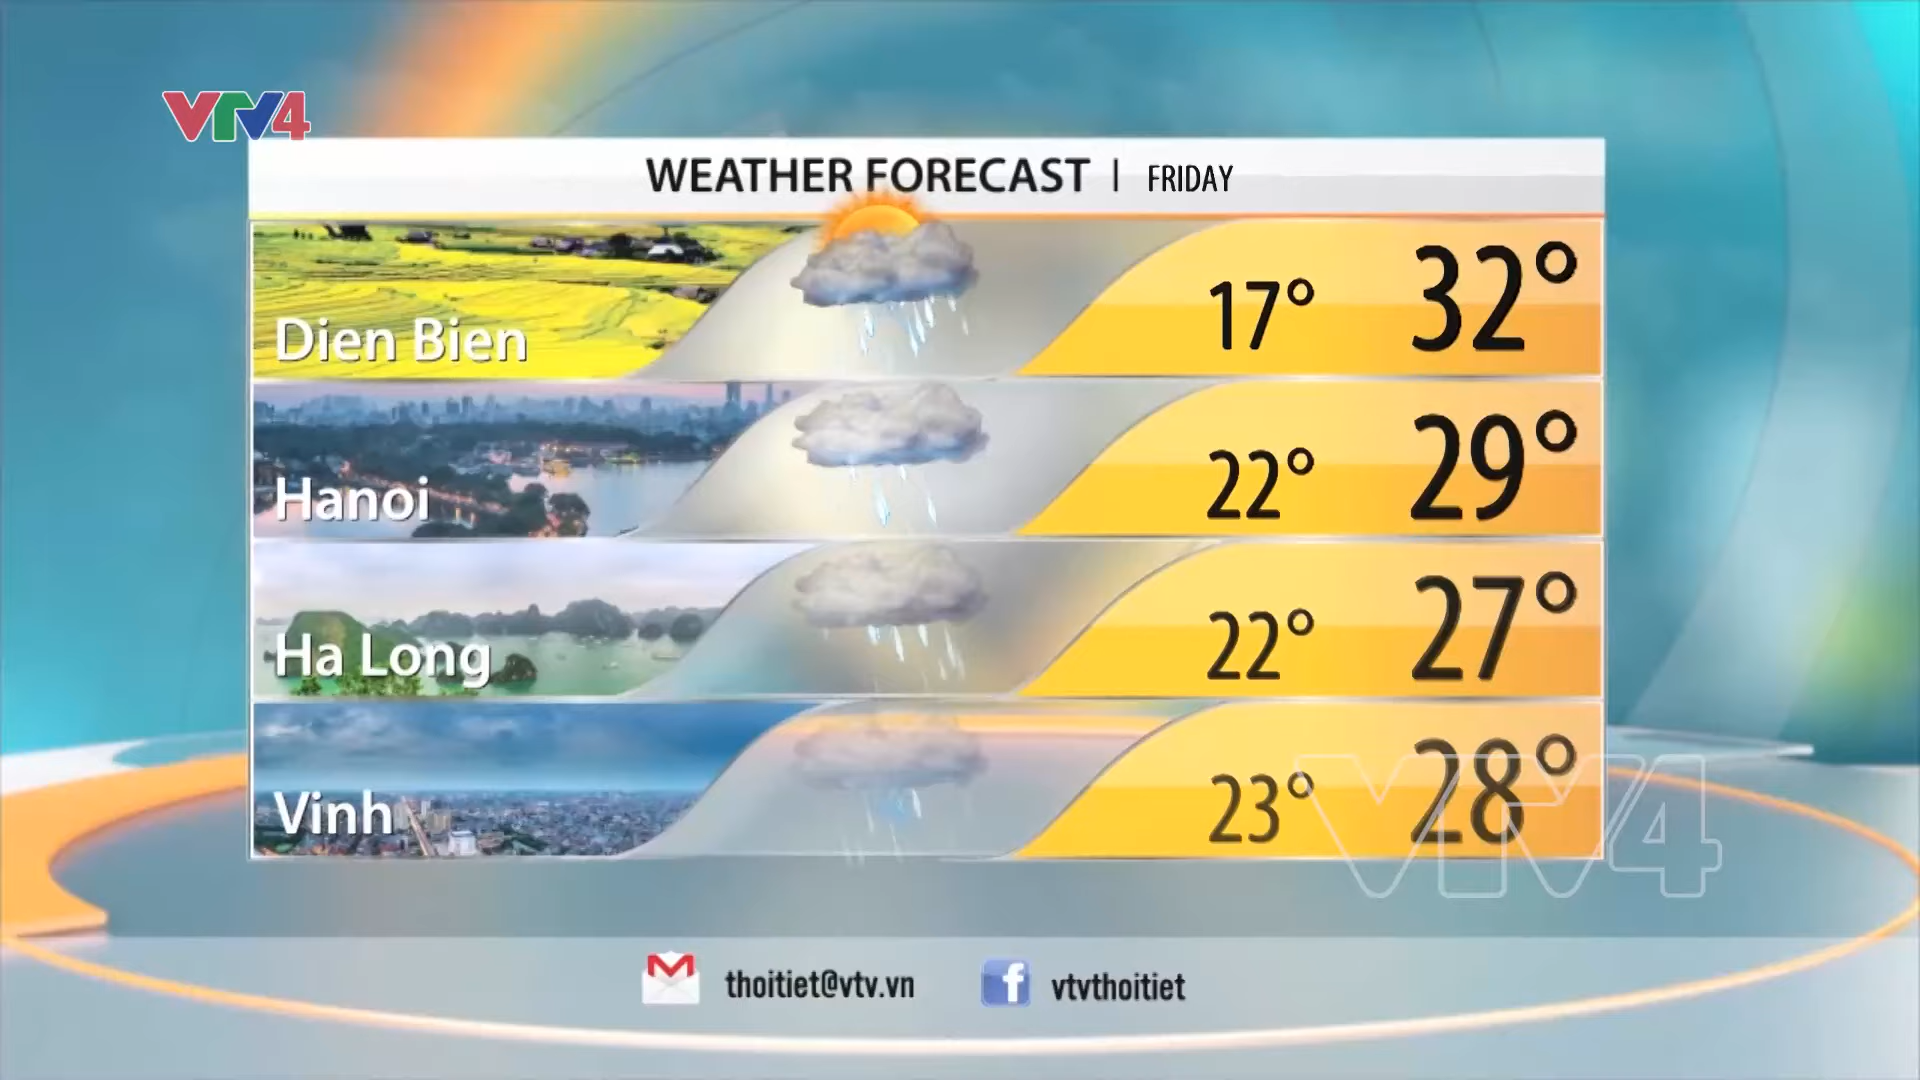 VTV4
WEATHER FORECAST | FRIDAY
Dien Bien 17° 32°
Hanoi 22° 29°
Ha Long 22° 27°
Vinh 23° 28°
VTV4
thoitiet@vtv.vn f vtvthoitiet